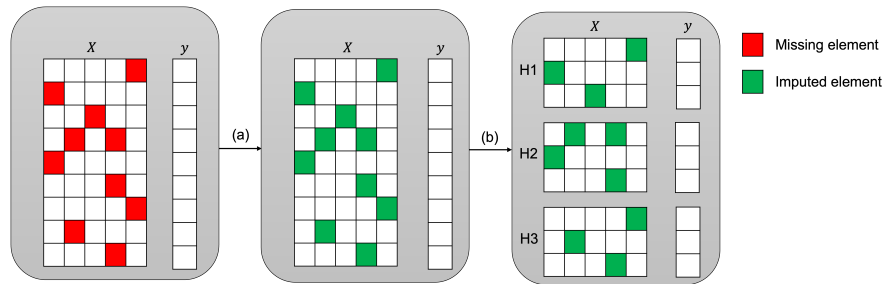 X y
(a)
X y
(b)
X y
H1
H2
H3
Missing element
Imputed element